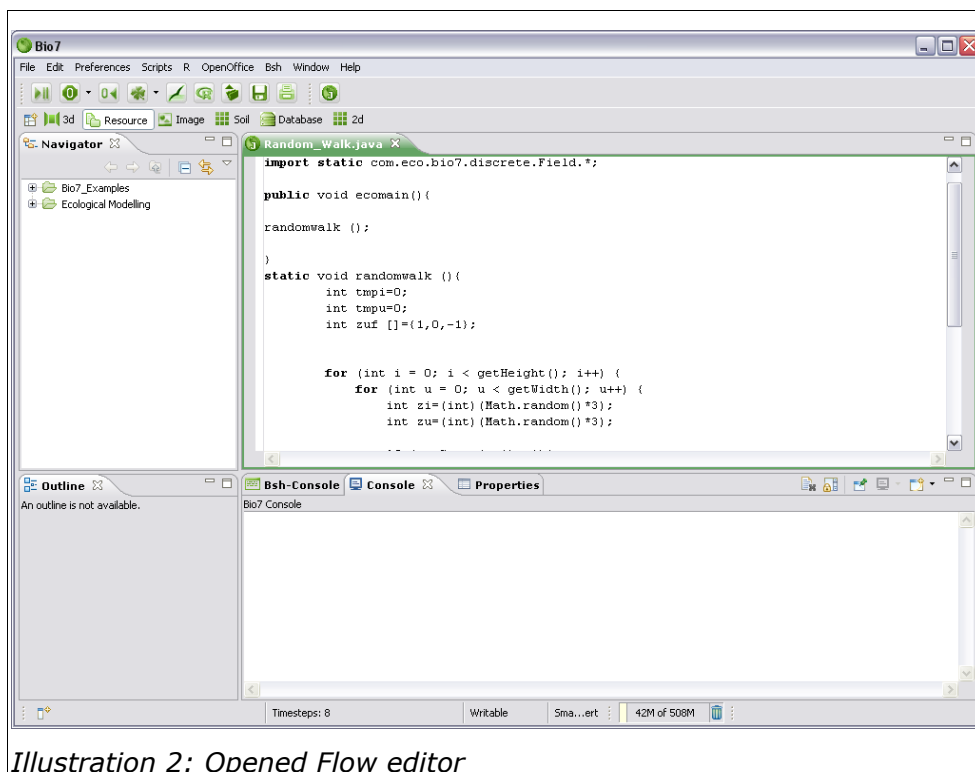 Bio7
File Edit Preferences Scripts R OpenOffice Bsh Window Help
3d Resource Image Soil Database 2d
Navigator
Bio7_Examples
Ecological Modelling
Random_Walk.java
import static com.eco.bio7.discrete.Field.*;
public void ecomain(){
randomwalk ();
}
static void randomwalk (){
int tmpi=0;
int tmpu=0;
int zuf []={1,0,-1};
for (int i = 0; i < getHeight(); i++) {
for (int u = 0; u < getWidth(); u++) {
int zi=(int)(Math.random()*3);
int zu=(int)(Math.random()*3);
Outline
An outline is not available.
Bsh-Console Console Properties
Bio7 Console
Timesteps: 8 Writable Sma...ert 42M of 508M
Illustration 2: Opened Flow editor